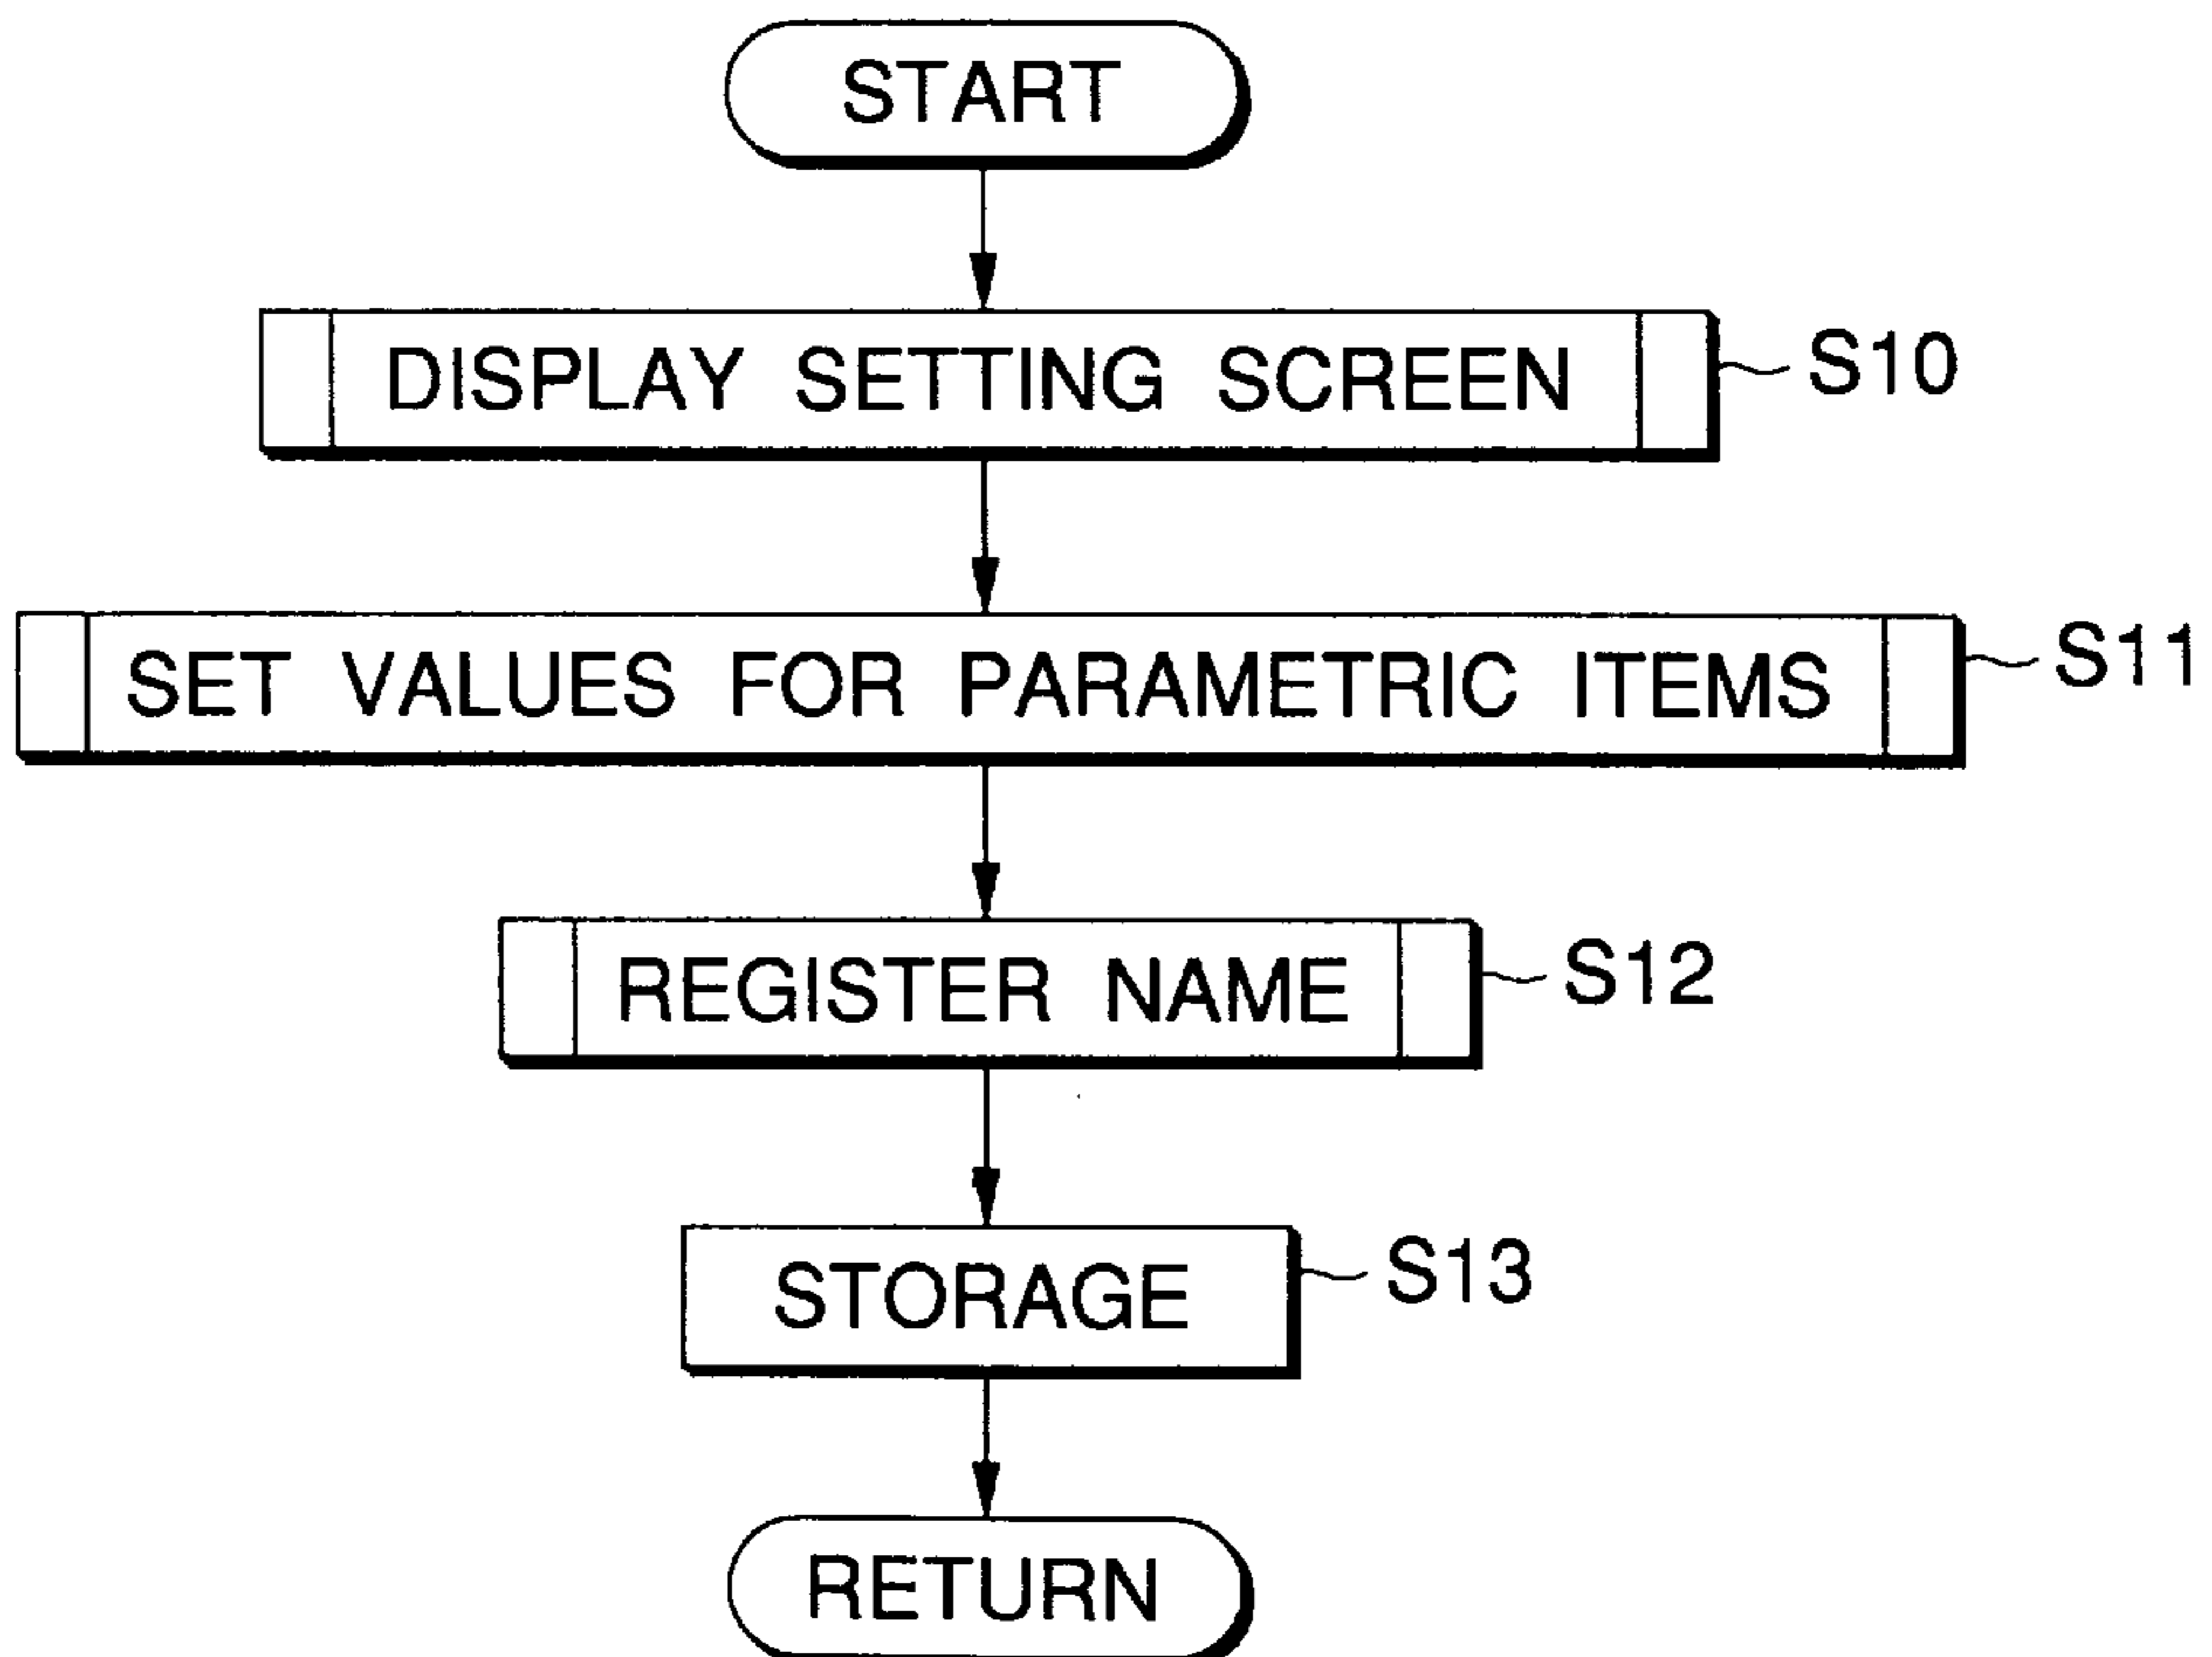 START
DISPLAY SETTING SCREEN S10
SET VALUES FOR PARAMETRIC ITEMS S11
REGISTER NAME S12
STORAGE S13
RETURN